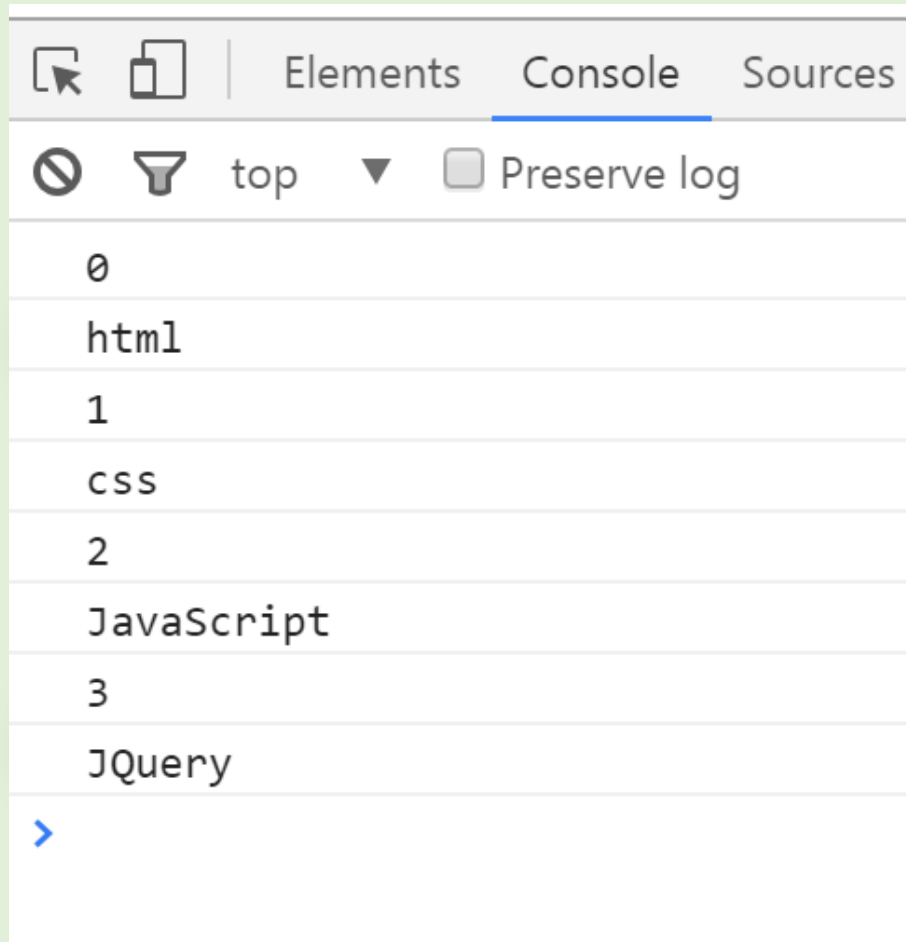 Elements Console Sources
top ▼ Preserve log
0
html
1
css
2
JavaScript
3
JQuery
>